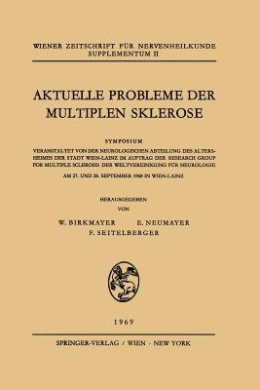 WIENER ZEITSCHRIFT FÜR NERVENHEILKUNDE
SUPPLEMENTUM II
AKTUELLE PROBLEME DER
MULTIPLEN SKLEROSE
SYMPOSIUM
VERANSTALTET VON DER NEUROLOGISCHEN ABTEILUNG DES ALTERS-
HEIMES DER STADT WIEN-LAINZ IM AUFTRAG DER RESEARCH GROUP
FOR MULTIPLE SCLEROSIS DER WELTVEREINIGUNG FÜR NEUROLOGIE
AM 27. UND 28. SEPTEMBER 1968 IN WIEN-LAINZ
HERAUSGEGEBEN
VON
W. BIRKMAYER E. NEUMAYER
F. SEITELBERGER
1969
SPRINGER-VERLAG / WIEN · NEW YORK